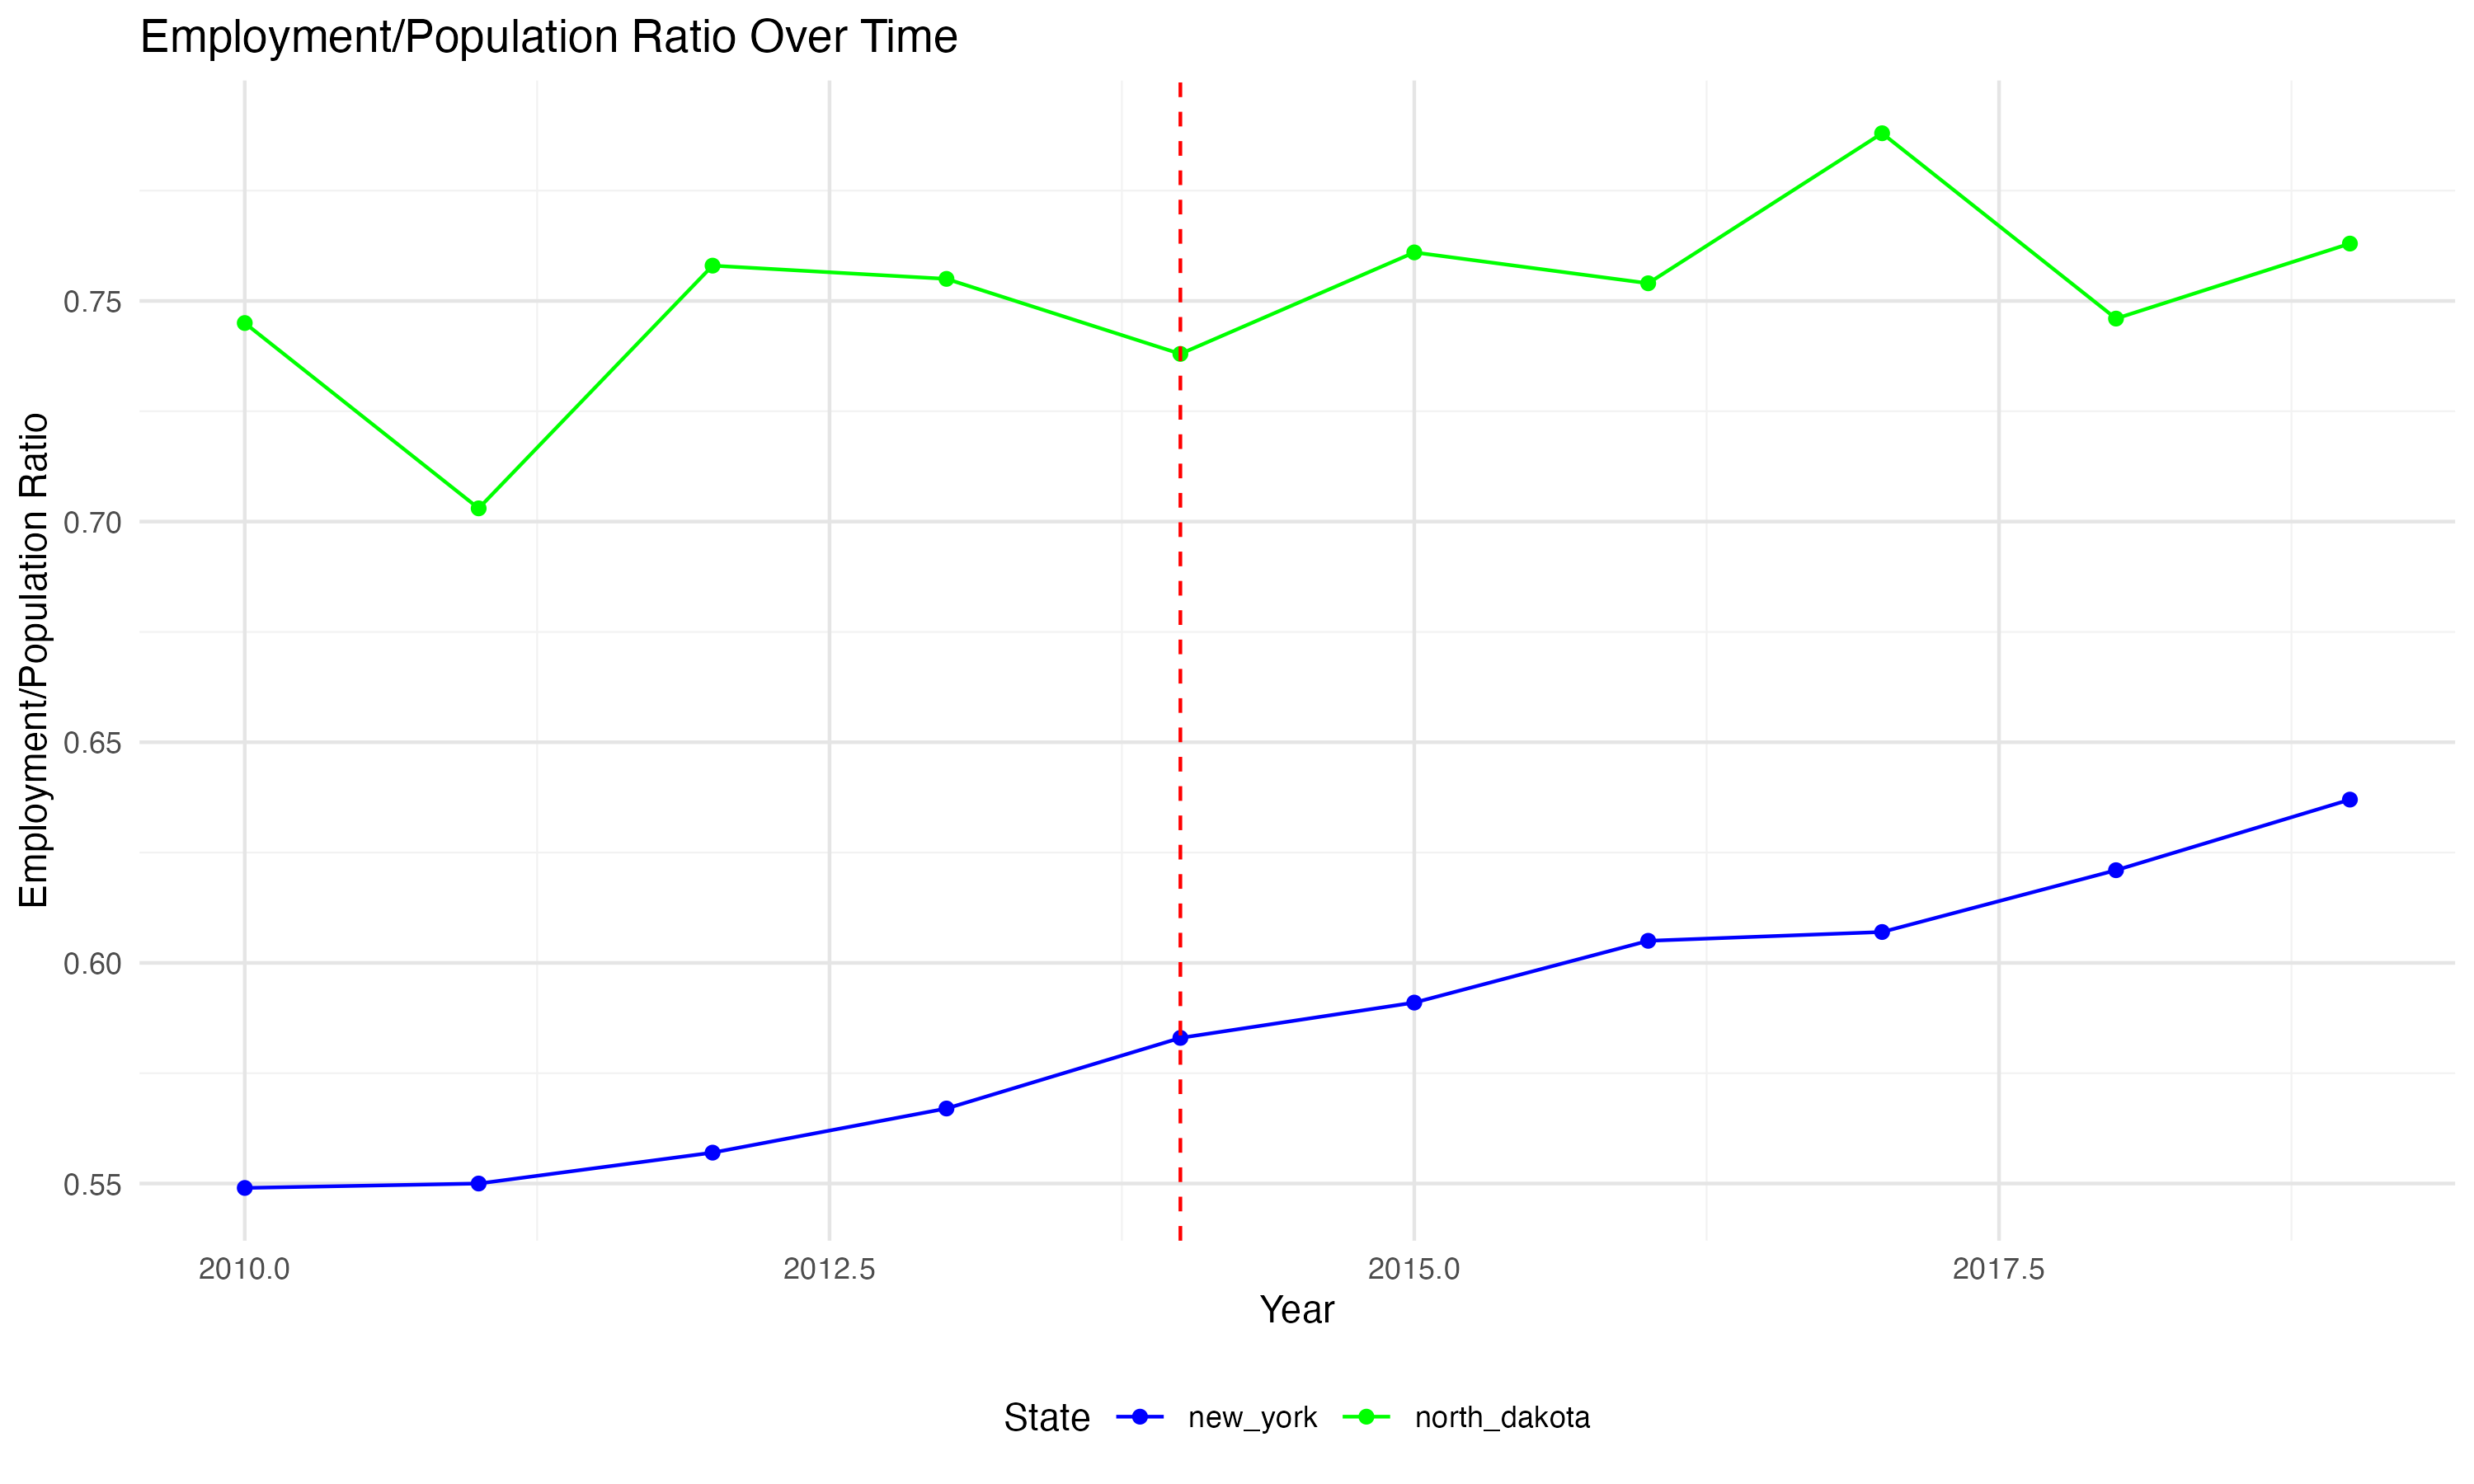 Employment/Population Ratio Over Time
Employment/Population Ratio
0.75
0.70
0.65
0.60
0.55
2010.0 2012.5 2015.0 2017.5
Year
State new_york north_dakota